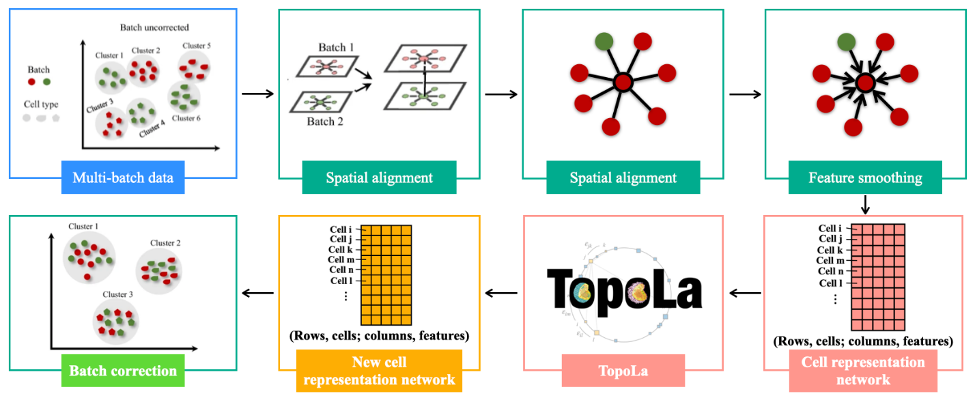 Batch uncorrected
Cluster 1
Cluster 2
Cluster 5
Batch
Cell type
Cluster 3
Cluster 4
Cluster 6
Multi-batch data
Batch 1
Batch 2
Spatial alignment
Spatial alignment
Feature smoothing
Cluster 1
Cluster 2
Cluster 3
Batch correction
Cell i
Cell j
Cell k
Cell m
Cell n
Cell l
⋮
(Rows, cells; columns, features)
New cell
representation network
TopoLa
TopoLa
Cell i
Cell j
Cell k
Cell m
Cell n
Cell l
⋮
(Rows, cells; columns, features)
Cell representation
network